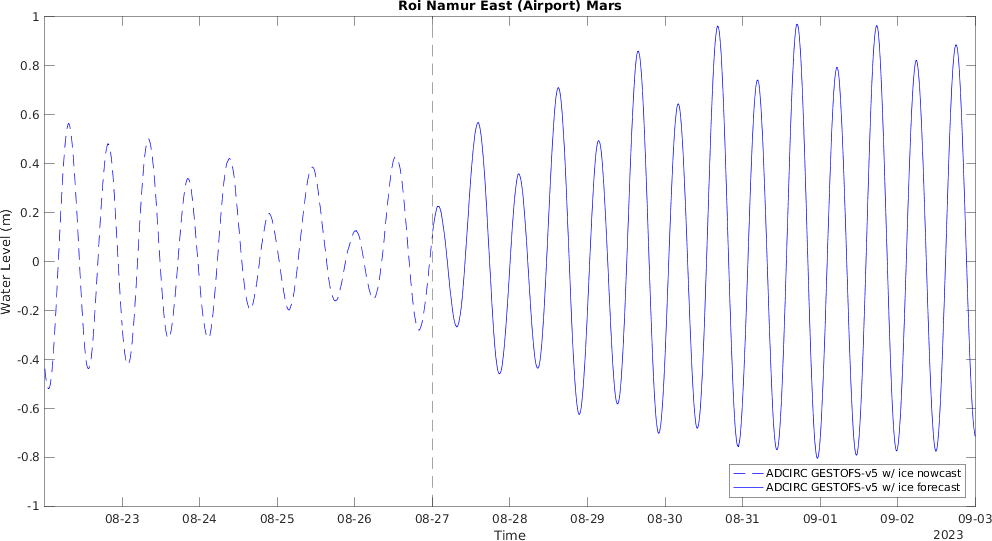 Roi Namur East (Airport) Mars
1
0.8
0.6
0.4
0.2
0
-0.2
-0.4
-0.6
-0.8
-1
Water Level (m)
ADCIRC GESTOFS-v5 w/ ice nowcast
ADCIRC GESTOFS-v5 w/ ice forecast
08-23 08-24 08-25 08-26 08-27 08-28 08-29 08-30 08-31 09-01 09-02 09-03
Time
2023